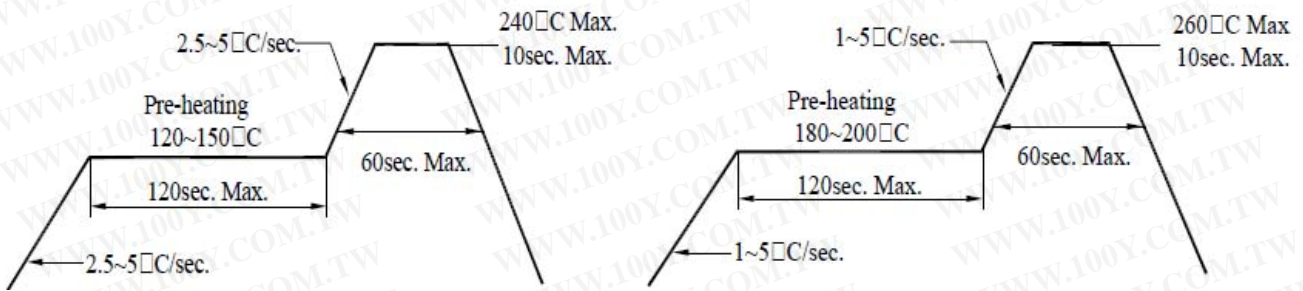 2.5~5□C/sec.
240□C Max.
10sec. Max.
Pre-heating
120~150□C
60sec. Max.
120sec. Max.
2.5~5□C/sec.
1~5□C/sec.
260□C Max
10sec. Max.
Pre-heating
180~200□C
60sec. Max.
120sec. Max.
1~5□C/sec.
WWW.100Y.COM.TW